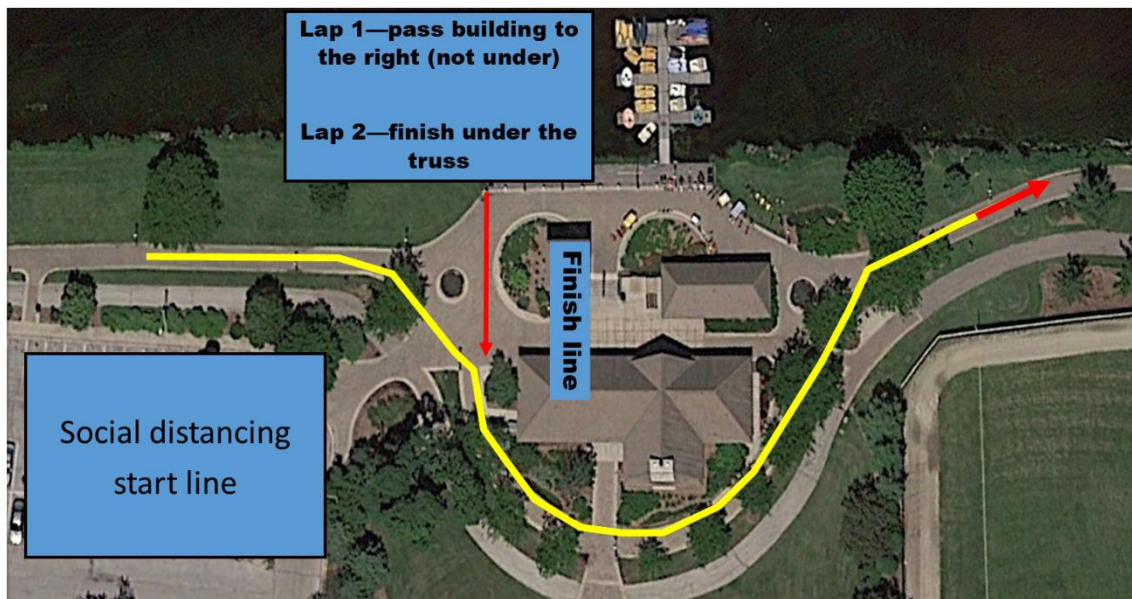 Lap 1—pass building to
the right (not under)
Lap 2—finish under the
truss
Finish line
Social distancing
start line